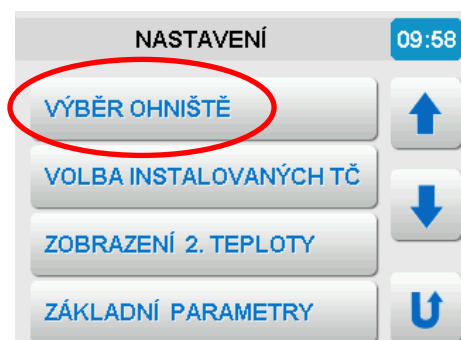 NASTAVENÍ 09:58
VÝBĚR OHNIŠTĚ
VOLBA INSTALOVANÝCH TČ
ZOBRAZENÍ 2. TEPLOTY
ZÁKLADNÍ PARAMETRY